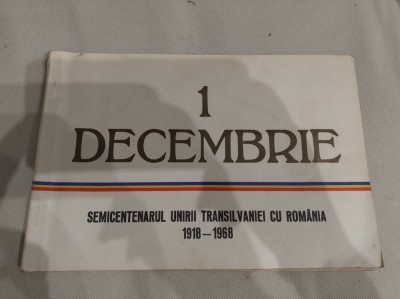 1
DECEMBRIE
SEMICENTENARUL UNIRII TRANSILVANIEI CU ROMÂNIA
1918–1968